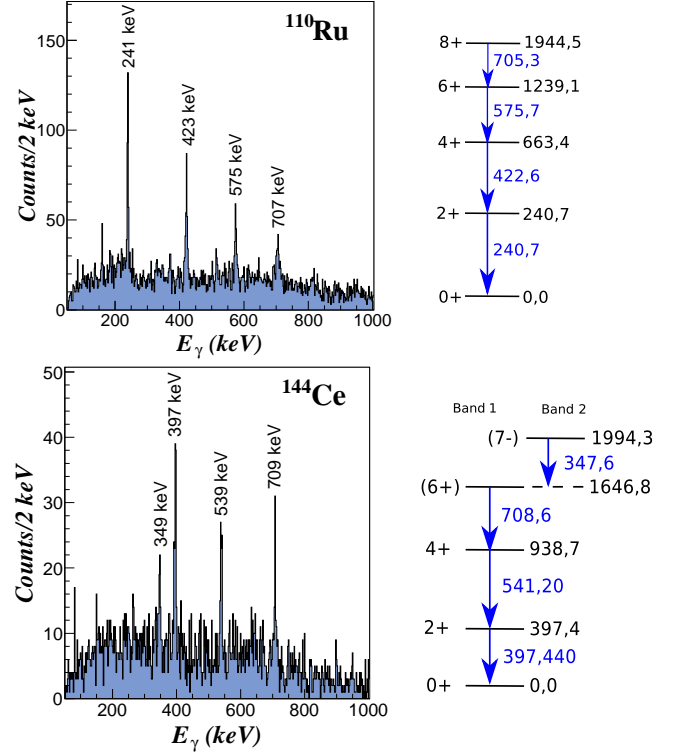 ¹¹⁰Ru
Counts/2 keV
150
100
50
0
241 keV
423 keV
575 keV
707 keV
200 400 600 800 1000
Eγ (keV)
8+ 1944,5
705,3
6+ 1239,1
575,7
4+ 663,4
422,6
2+ 240,7
240,7
0+ 0,0
¹⁴⁴Ce
Counts/2 keV
50
40
30
20
10
0
349 keV
397 keV
539 keV
709 keV
200 400 600 800 1000
Eγ (keV)
Band 1 Band 2
(7-) 1994,3
347,6
(6+) 1646,8
708,6
4+ 938,7
541,20
2+ 397,4
397,440
0+ 0,0